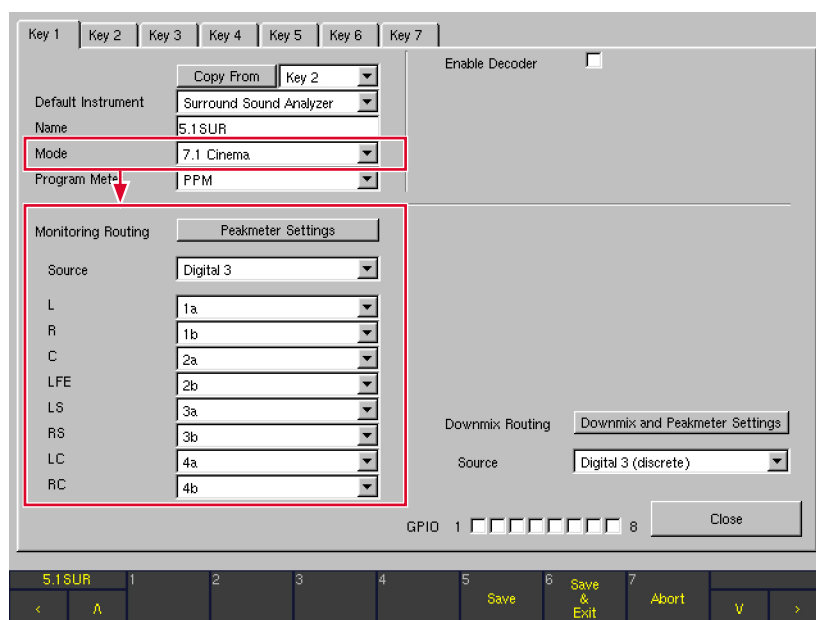 Key 1 Key 2 Key 3 Key 4 Key 5 Key 6 Key 7
Copy From Key 2
Enable Decoder
Default Instrument Surround Sound Analyzer
Name 5.1SUR
Mode 7.1 Cinema
Program Mete PPM
Monitoring Routing Peakmeter Settings
Source Digital 3
L 1a
R 1b
C 2a
LFE 2b
LS 3a
RS 3b
LC 4a
RC 4b
Downmix Routing Downmix and Peakmeter Settings
Source Digital 3 (discrete)
GPIO 1 8
Close
5.1SUR 1 2 3 4 5 Save 6 Save & Exit 7 Abort
< Λ V >